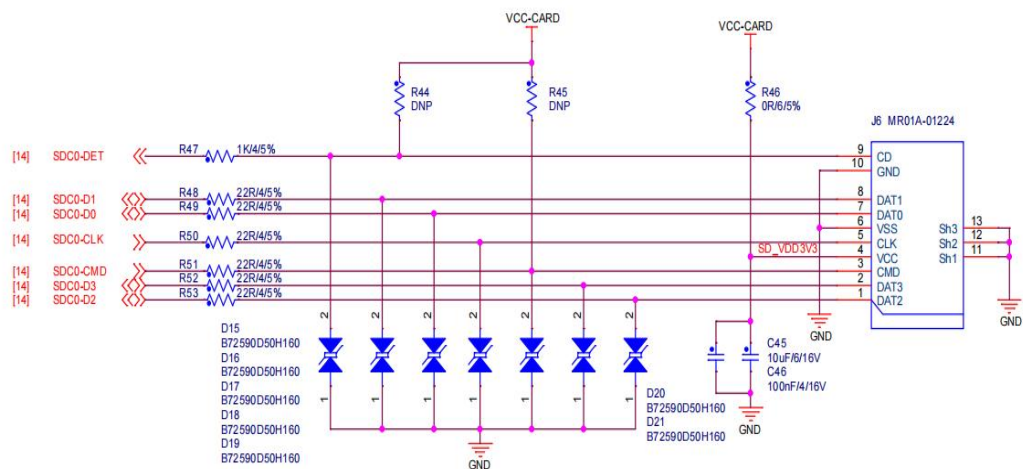 VCC-CARD
VCC-CARD
R44
DNP
R45
DNP
R46
0R/6/5%
J6 MR01A-01224
[14] SDC0-DET R47 1K/4/5% 9 CD
10 GND
[14] SDC0-D1 R48 22R/4/5% 8 DAT1
[14] SDC0-D0 R49 22R/4/5% 7 DAT0
6 VSS Sh3 13
[14] SDC0-CLK R50 22R/4/5% 5 CLK Sh2 12
SD_VDD3V3 4 VCC Sh1 11
[14] SDC0-CMD R51 22R/4/5% 3 CMD
[14] SDC0-D3 R52 22R/4/5% 2 DAT3
[14] SDC0-D2 R53 22R/4/5% 1 DAT2
GND
GND
2 2 2 2 2 2 2
D15
B72590D50H160
D16
B72590D50H160
D17
B72590D50H160
D18
B72590D50H160
D19
B72590D50H160
1 1 1 1 1 1 1
D20
B72590D50H160
D21
B72590D50H160
C45
10uF/6/16V
C46
100nF/4/16V
GND
GND